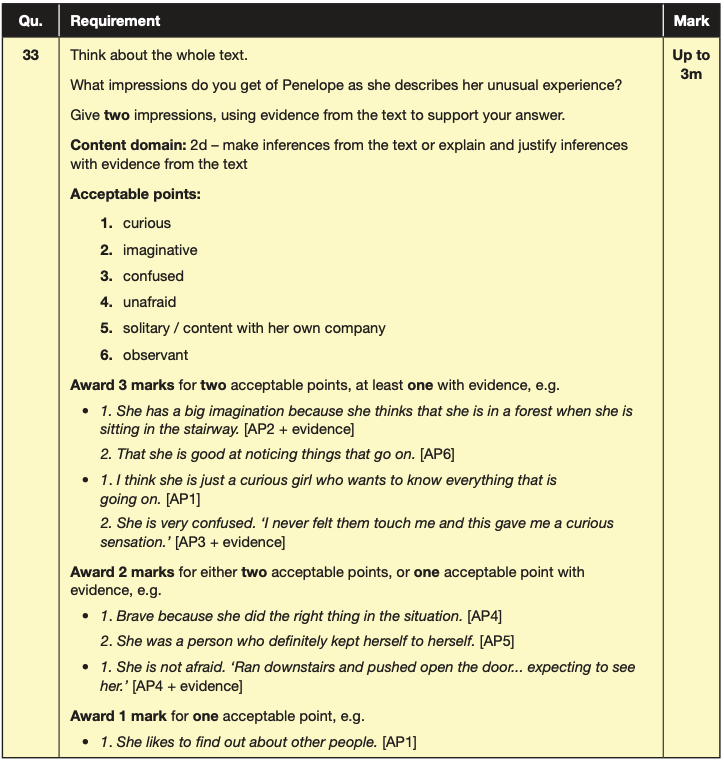 Qu. Requirement Mark
33 Think about the whole text. Up to
3m
What impressions do you get of Penelope as she describes her unusual experience?
Give two impressions, using evidence from the text to support your answer.
Content domain: 2d – make inferences from the text or explain and justify inferences
with evidence from the text
Acceptable points:
1. curious
2. imaginative
3. confused
4. unafraid
5. solitary / content with her own company
6. observant
Award 3 marks for two acceptable points, at least one with evidence, e.g.
• 1. She has a big imagination because she thinks that she is in a forest when she is
sitting in the stairway. [AP2 + evidence]
2. That she is good at noticing things that go on. [AP6]
• 1. I think she is just a curious girl who wants to know everything that is
going on. [AP1]
2. She is very confused. ‘I never felt them touch me and this gave me a curious
sensation.’ [AP3 + evidence]
Award 2 marks for either two acceptable points, or one acceptable point with
evidence, e.g.
• 1. Brave because she did the right thing in the situation. [AP4]
2. She was a person who definitely kept herself to herself. [AP5]
• 1. She is not afraid. ‘Ran downstairs and pushed open the door... expecting to see
her.’ [AP4 + evidence]
Award 1 mark for one acceptable point, e.g.
• 1. She likes to find out about other people. [AP1]